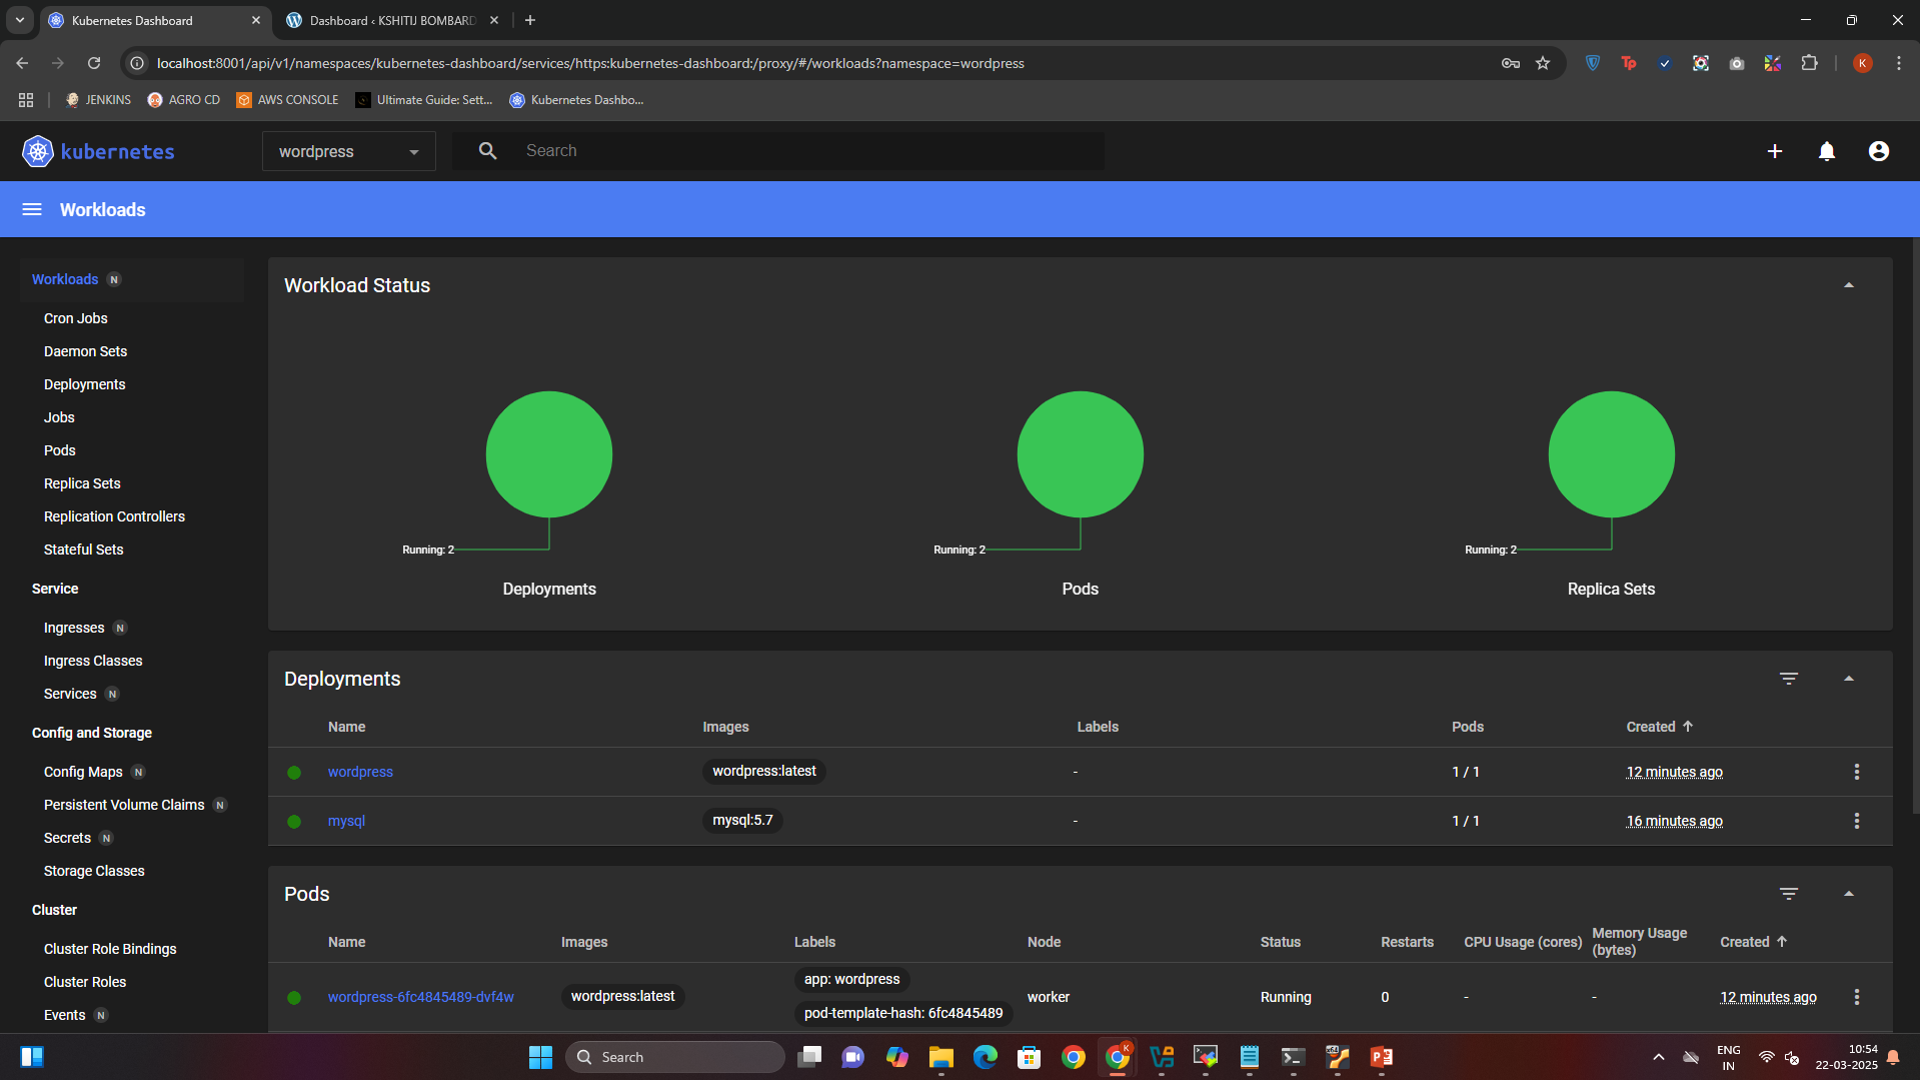 Kubernetes Dashboard
Dashboard ‹ KSHITIJ BOMBARD
localhost:8001/api/v1/namespaces/kubernetes-dashboard/services/https:kubernetes-dashboard:/proxy/#/workloads?namespace=wordpress
Tp
K
JENKINS
AGRO CD
AWS CONSOLE
Ultimate Guide: Sett...
Kubernetes Dashbo...
kubernetes
wordpress
Search
Workloads
Workloads N
Cron Jobs
Daemon Sets
Deployments
Jobs
Pods
Replica Sets
Replication Controllers
Stateful Sets
Service
Ingresses N
Ingress Classes
Services N
Config and Storage
Config Maps N
Persistent Volume Claims N
Secrets N
Storage Classes
Cluster
Cluster Role Bindings
Cluster Roles
Events N
Workload Status
Running: 2
Deployments
Running: 2
Pods
Running: 2
Replica Sets
Deployments
Name Images Labels Pods Created
wordpress wordpress:latest - 1 / 1 12 minutes ago
mysql mysql:5.7 - 1 / 1 16 minutes ago
Pods
Name Images Labels Node Status Restarts CPU Usage (cores) Memory Usage (bytes) Created
wordpress-6fc4845489-dvf4w wordpress:latest app: wordpress worker Running 0 - - 12 minutes ago
pod-template-hash: 6fc4845489
Search
K
ENG
IN
10:54
22-03-2025